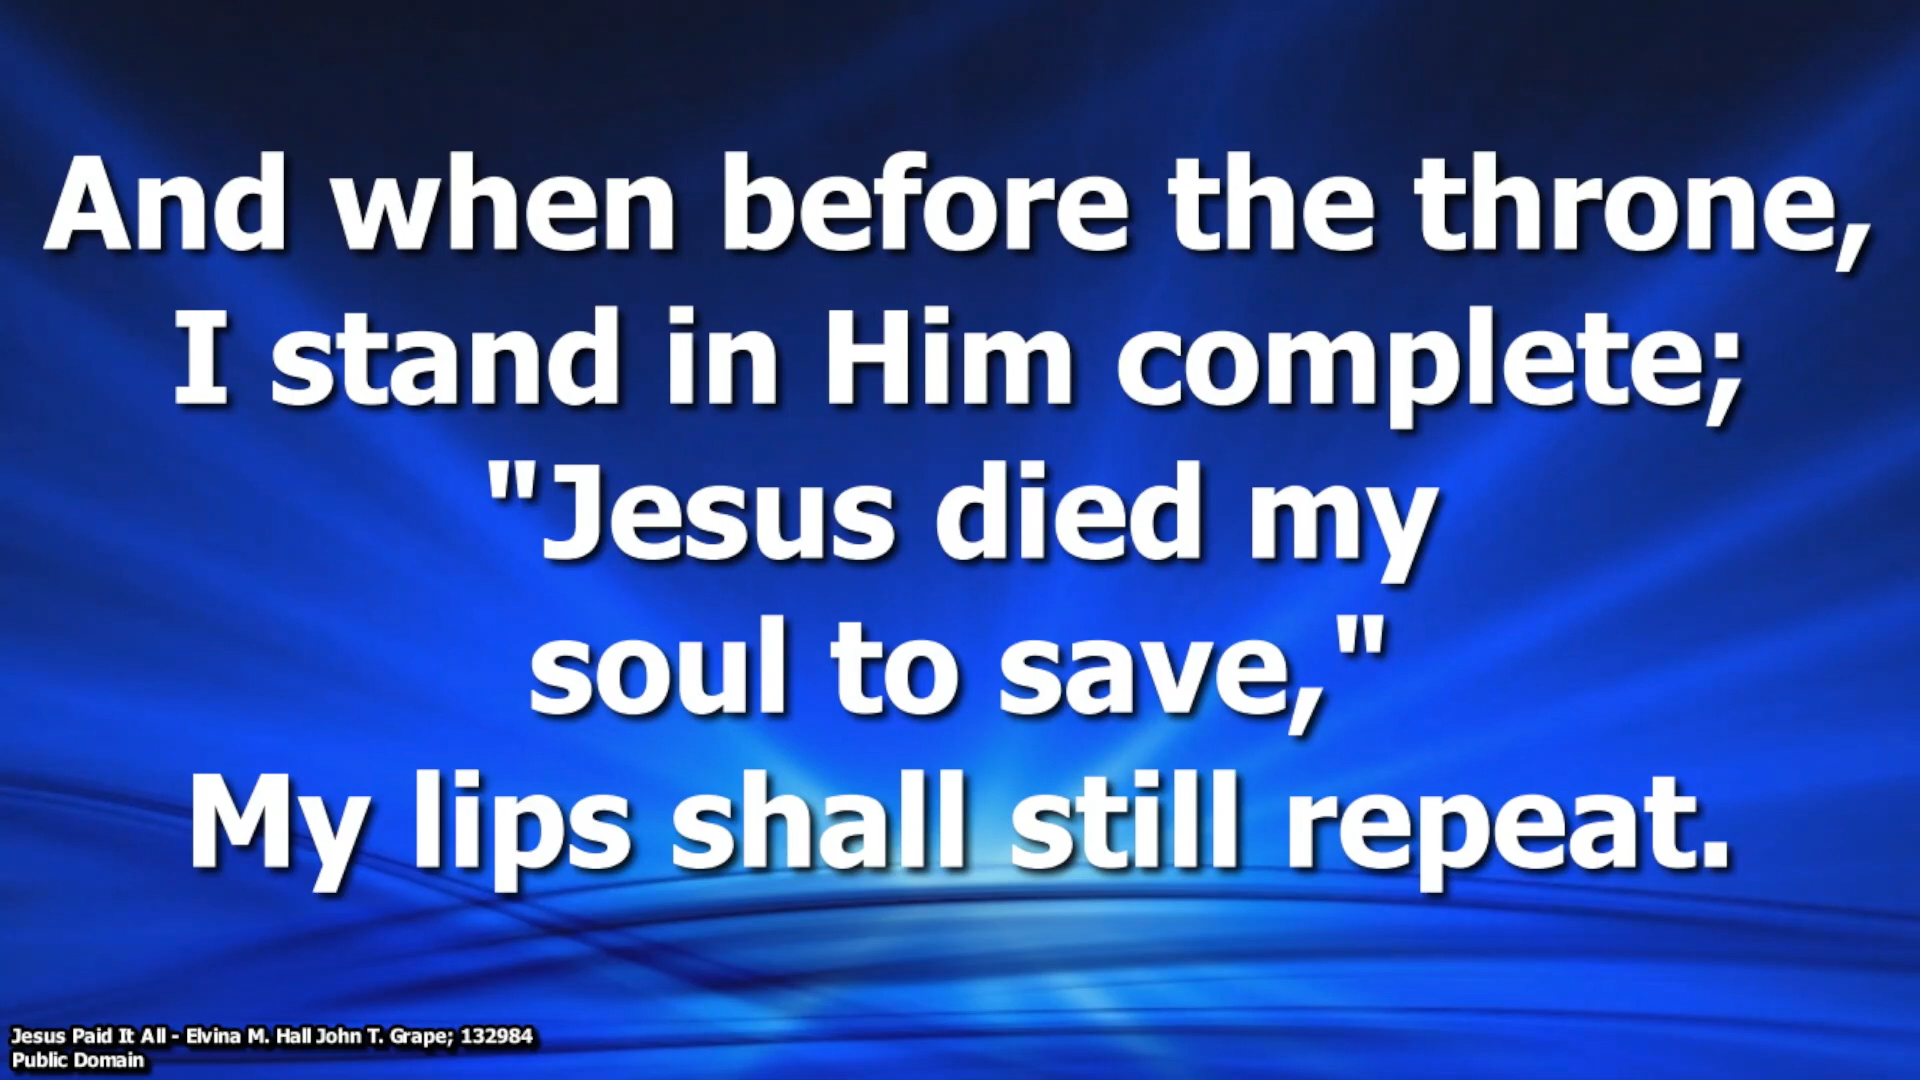 And when before the throne,
I stand in Him complete;
"Jesus died my
soul to save,"
My lips shall still repeat.
Jesus Paid It All - Elvina M. Hall John T. Grape; 132984
Public Domain